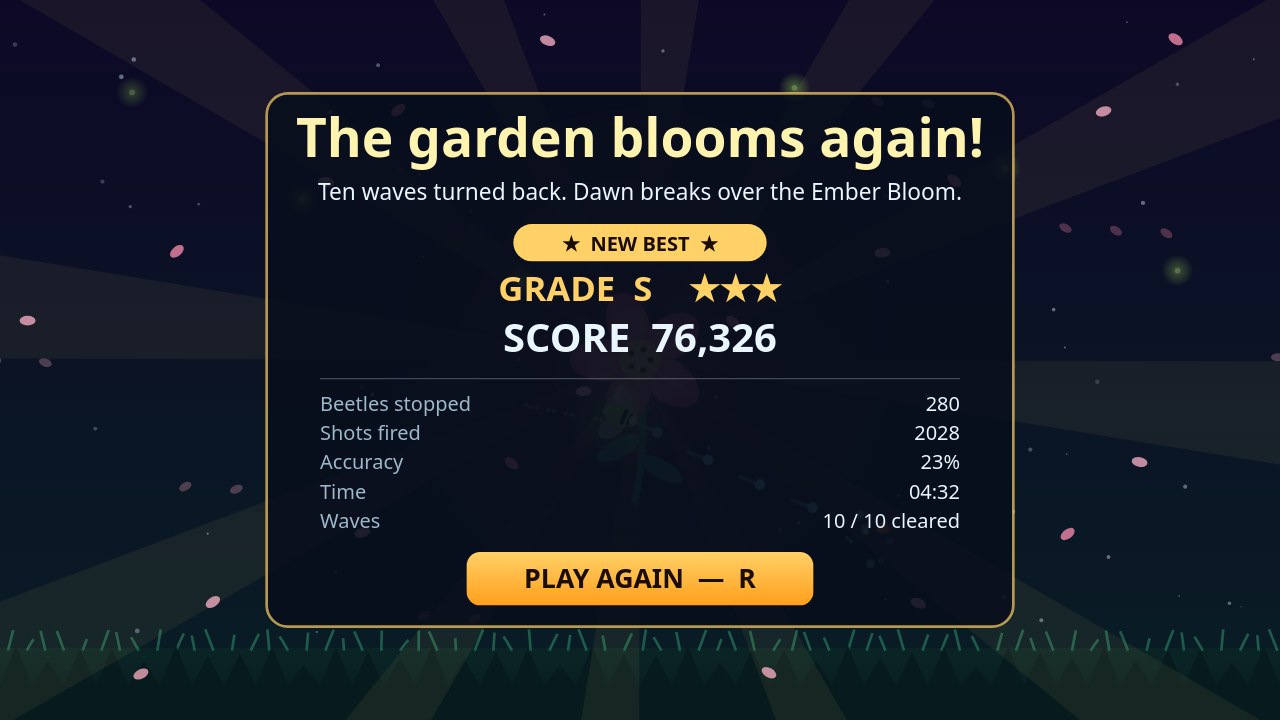 The garden blooms again!
Ten waves turned back. Dawn breaks over the Ember Bloom.
★ NEW BEST ★
GRADE S ★★★
SCORE 76,326
Beetles stopped 280
Shots fired 2028
Accuracy 23%
Time 04:32
Waves 10 / 10 cleared
PLAY AGAIN — R